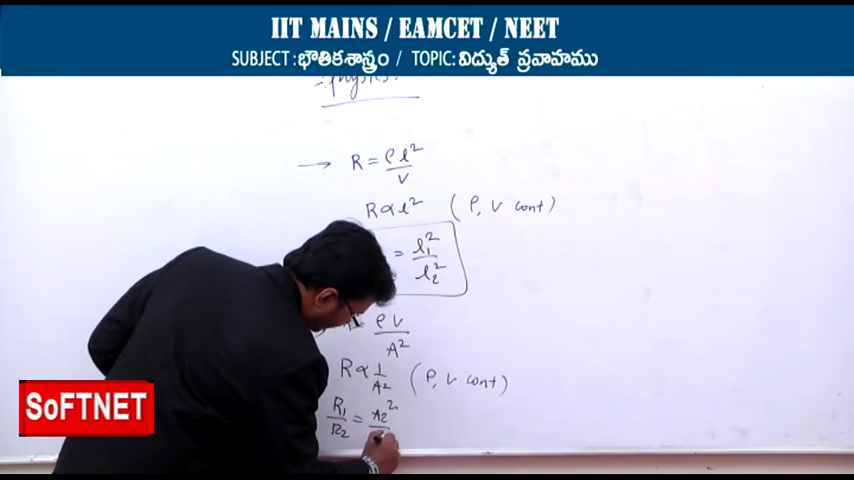 IIT MAINS / EAMCET / NEET
SUBJECT : భౌతికశాస్త్రం / TOPIC: విద్యుత్ ప్రవాహము
:physics:
→ R = ρl²/V
R ∝ l² (ρ, V cont)
= l₁²/l₂²
= ρV/A²
R ∝ 1/A² (ρ, V cont)
R₁/R₂ = A₂²
SoFTNET